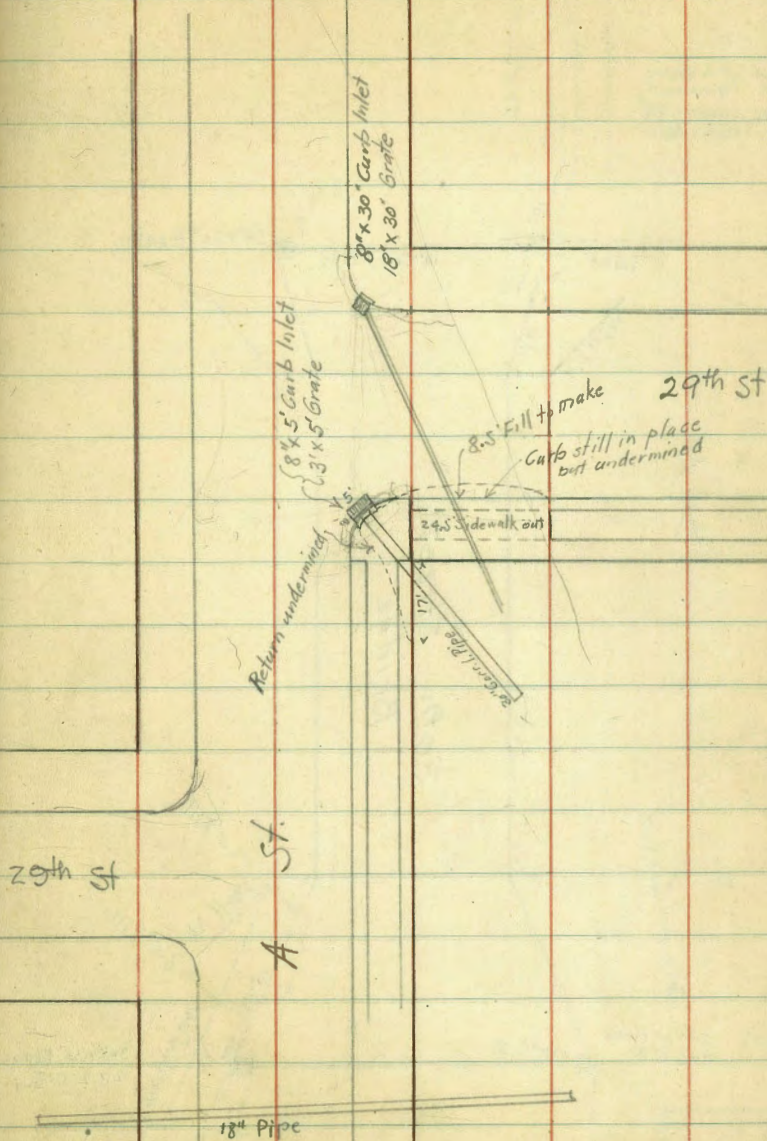 8" x 30" Curb Inlet
18" x 30" Grate
8" x 5' Curb Inlet
3' x 5' Grate
29th St
8.5' Fill to make
Curb still in place
but undermined
5'
24.5' Sidewalk out
Return undermined
17'
Corr. I. Pipe
St.
29th St
A
18" Pipe